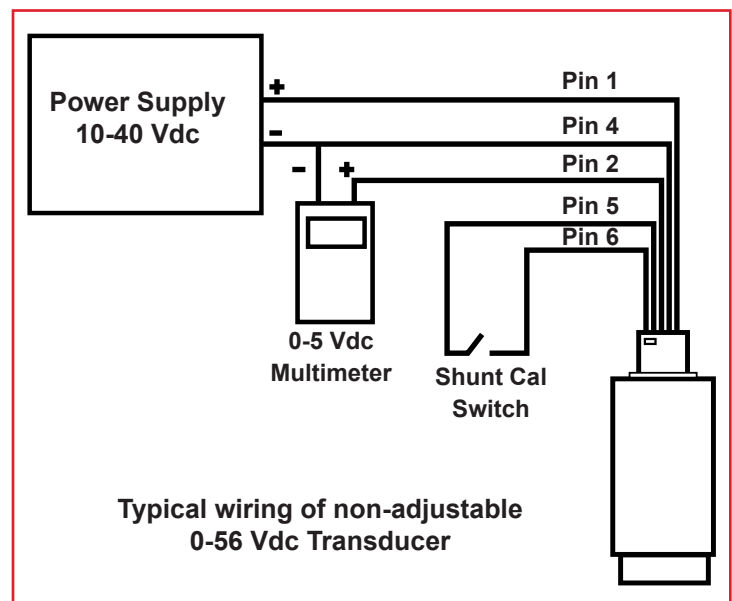 Power Supply
10-40 Vdc
+
-
Pin 1
Pin 4
- +
Pin 2
Pin 5
Pin 6
0-5 Vdc
Multimeter
Shunt Cal
Switch
Typical wiring of non-adjustable
0-56 Vdc Transducer